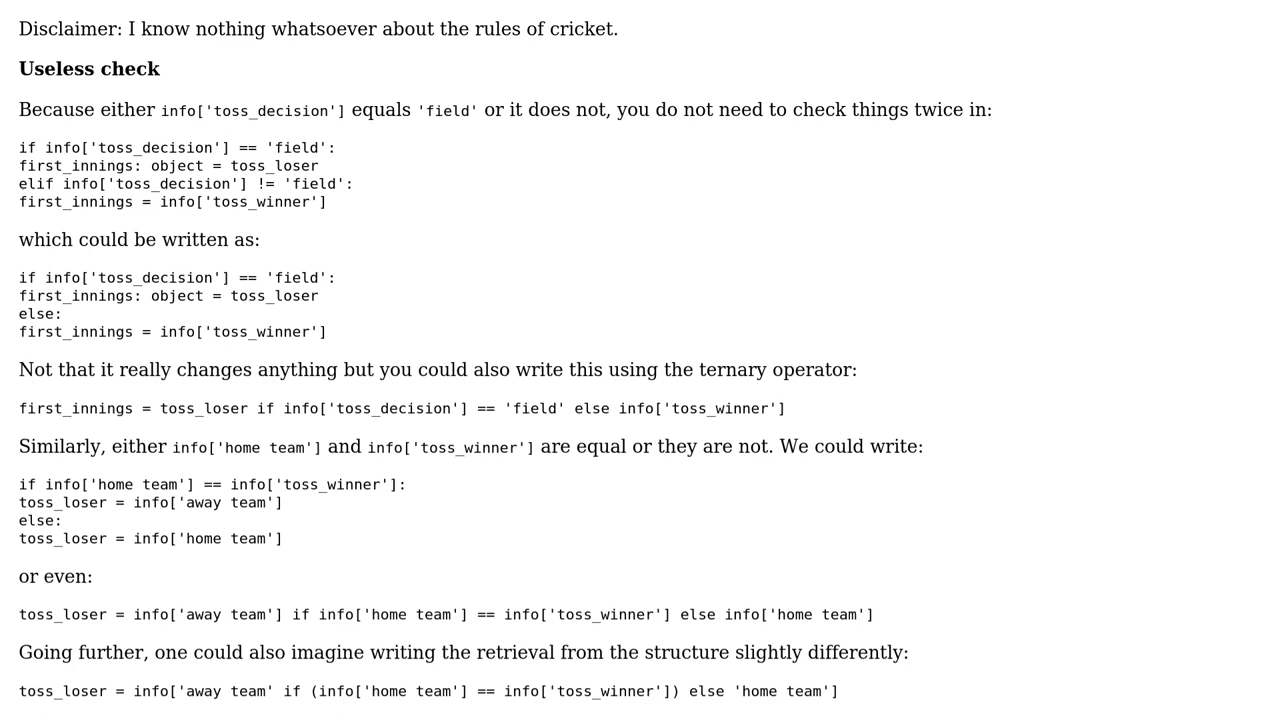 Disclaimer: I know nothing whatsoever about the rules of cricket.
Useless check
Because either info['toss_decision'] equals 'field' or it does not, you do not need to check things twice in:
if info['toss_decision'] == 'field':
first_innings: object = toss_loser
elif info['toss_decision'] != 'field':
first_innings = info['toss_winner']
which could be written as:
if info['toss_decision'] == 'field':
first_innings: object = toss_loser
else:
first_innings = info['toss_winner']
Not that it really changes anything but you could also write this using the ternary operator:
first_innings = toss_loser if info['toss_decision'] == 'field' else info['toss_winner']
Similarly, either info['home team'] and info['toss_winner'] are equal or they are not. We could write:
if info['home team'] == info['toss_winner']:
toss_loser = info['away team']
else:
toss_loser = info['home team']
or even:
toss_loser = info['away team'] if info['home team'] == info['toss_winner'] else info['home team']
Going further, one could also imagine writing the retrieval from the structure slightly differently:
toss_loser = info['away team' if (info['home team'] == info['toss_winner']) else 'home team']